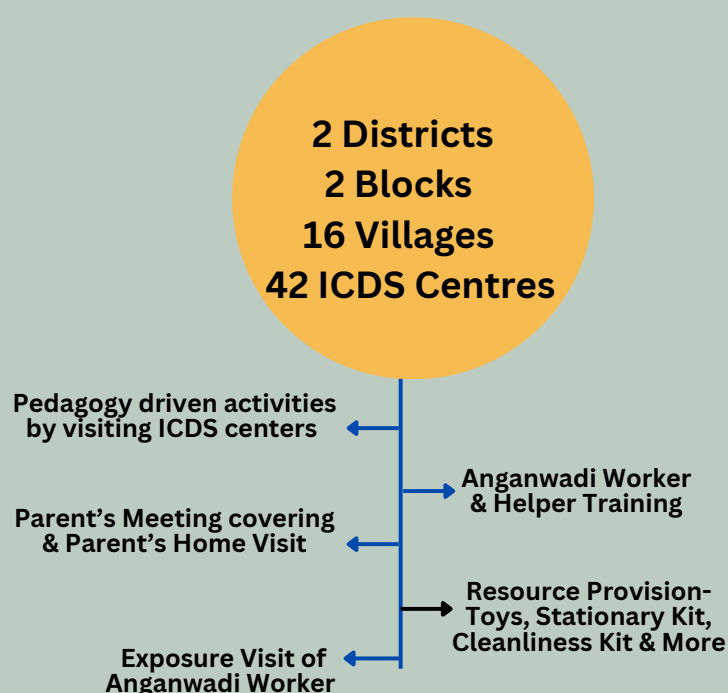 2 Districts
2 Blocks
16 Villages
42 ICDS Centres
Pedagogy driven activities
by visiting ICDS centers
Anganwadi Worker
& Helper Training
Parent’s Meeting covering
& Parent’s Home Visit
Resource Provision-
Toys, Stationary Kit,
Cleanliness Kit & More
Exposure Visit of
Anganwadi Worker